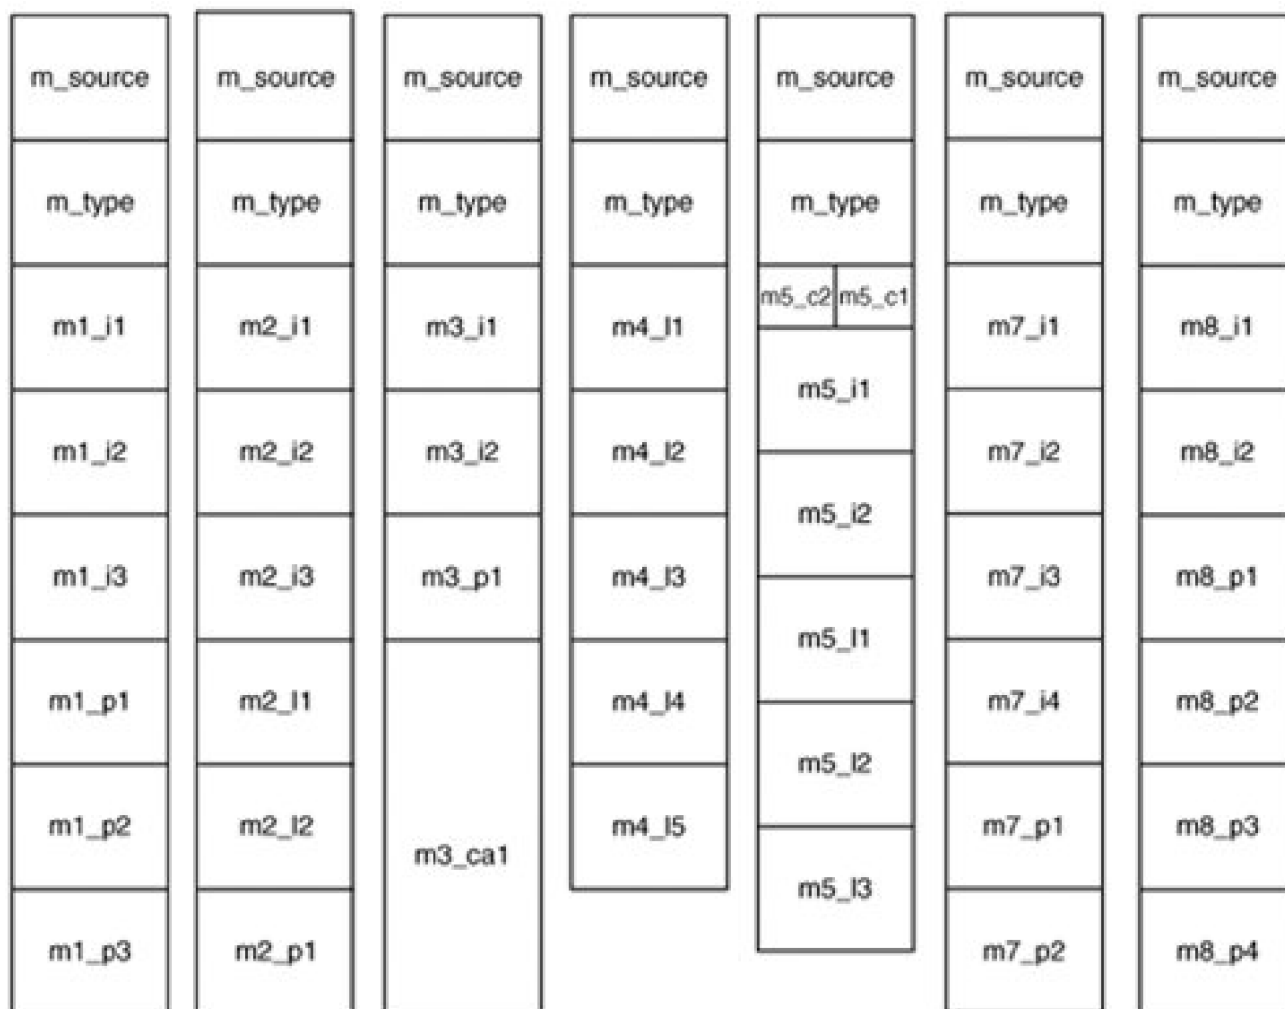 m_source
m_type
m1_i1
m1_i2
m1_i3
m1_p1
m1_p2
m1_p3
m_source
m_type
m2_i1
m2_i2
m2_i3
m2_l1
m2_l2
m2_p1
m_source
m_type
m3_i1
m3_i2
m3_p1
m3_ca1
m_source
m_type
m4_l1
m4_l2
m4_l3
m4_l4
m4_l5
m_source
m_type
m5_c2 m5_c1
m5_i1
m5_i2
m5_l1
m5_l2
m5_l3
m_source
m_type
m7_i1
m7_i2
m7_i3
m7_i4
m7_p1
m7_p2
m_source
m_type
m8_i1
m8_i2
m8_p1
m8_p2
m8_p3
m8_p4